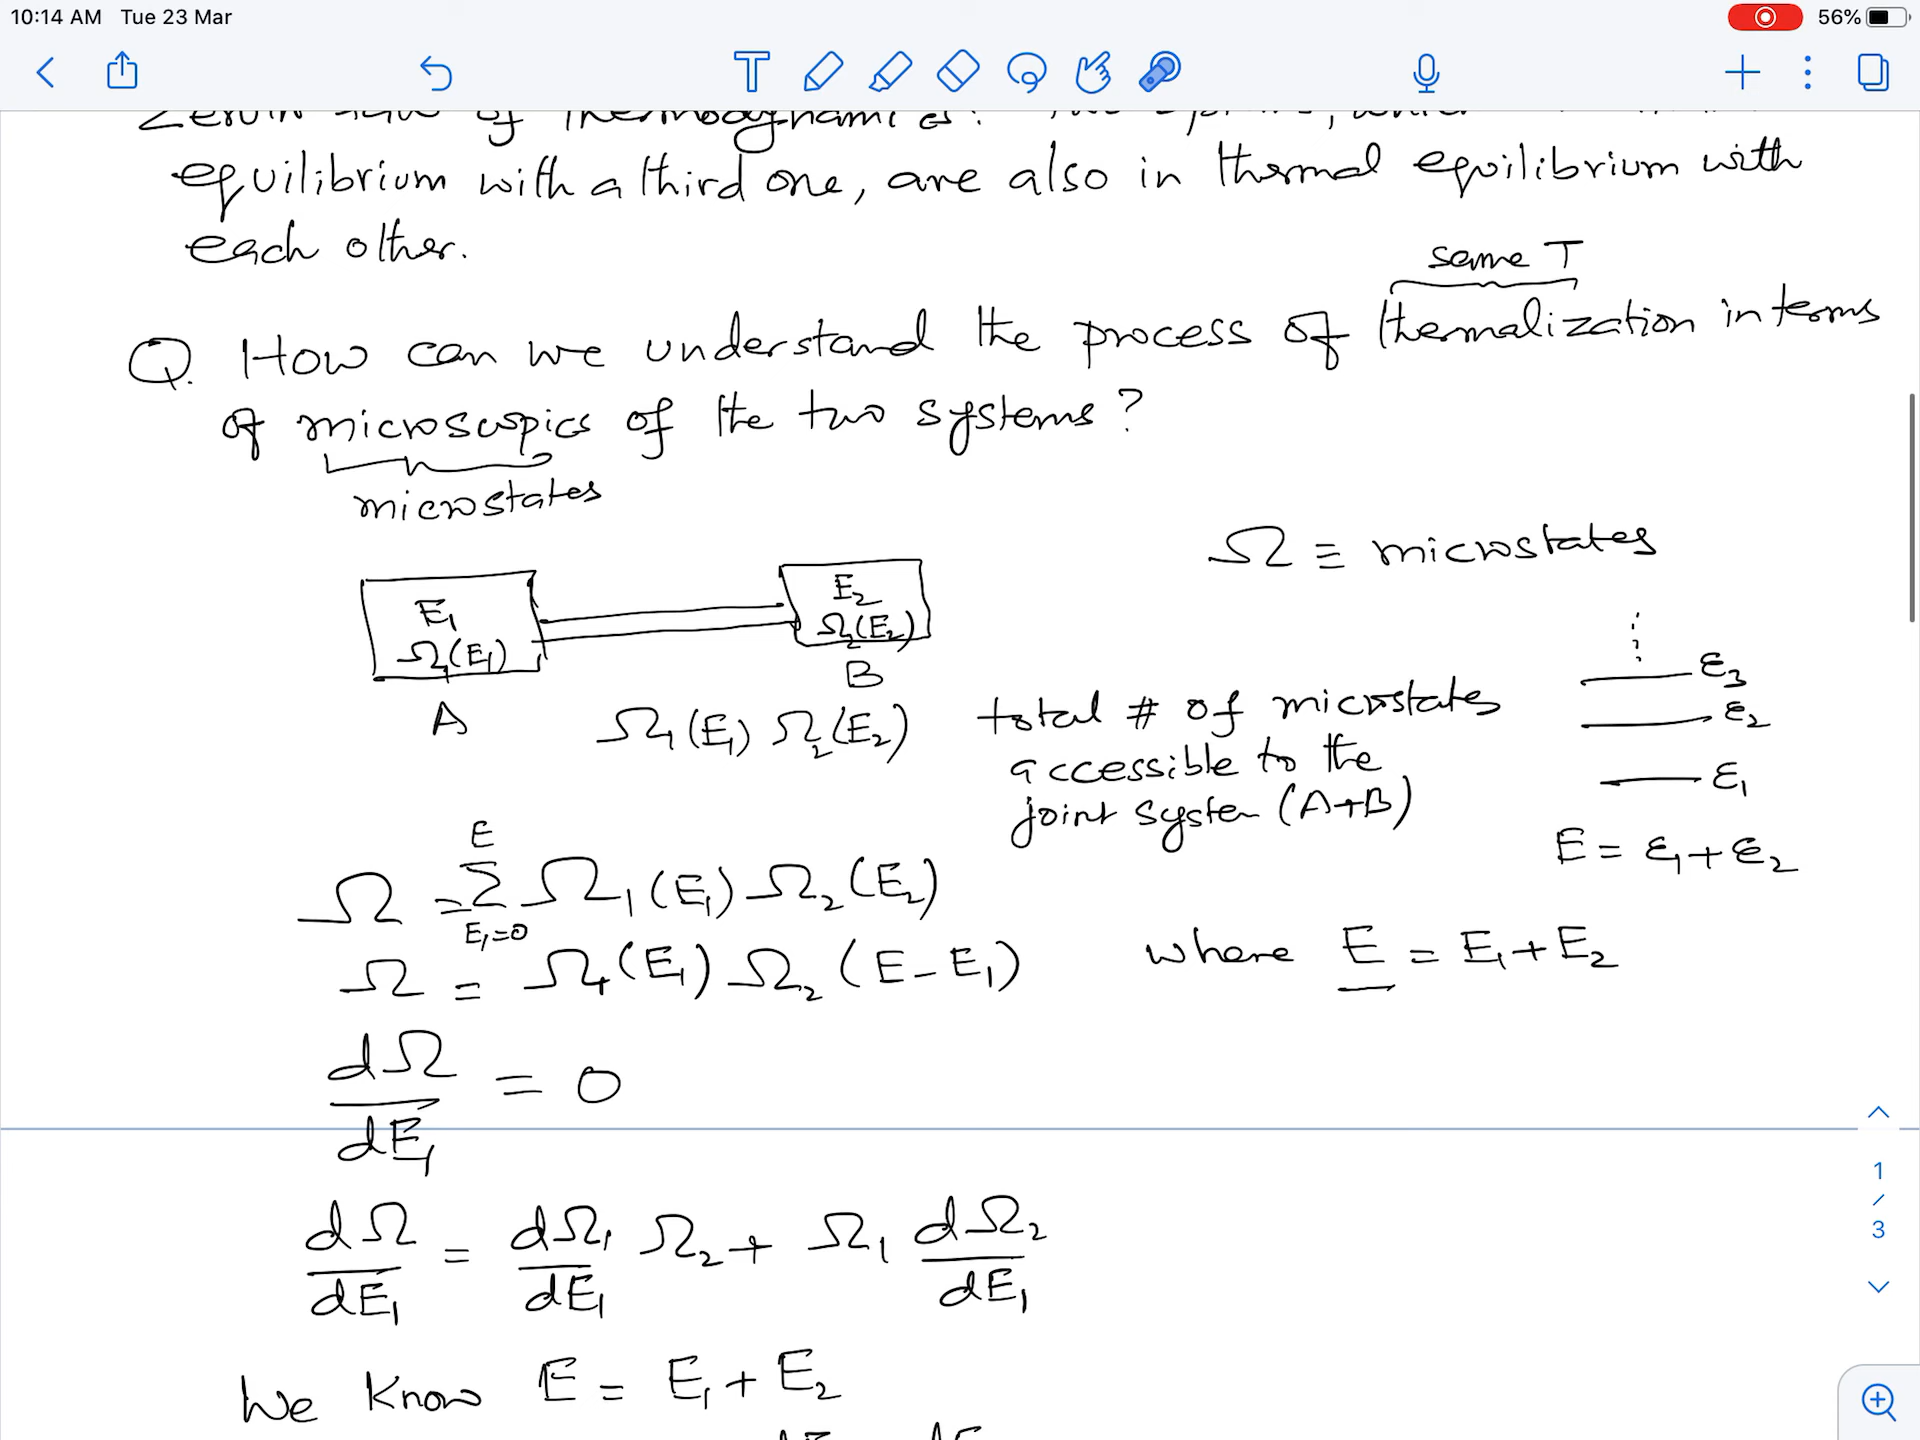 10:14 AM Tue 23 Mar
56%
T
of Thermodynamics:
equilibrium with a third one, are also in thermal equilibrium with
each other.
same T
Q. How can we understand the process of thermalization in terms
of microscopics of the two systems?
microstates
Ω ≡ microstates
E₁
Ω₁(E₁)
A
E₂
Ω₂(E₂)
B
Ω₁(E₁) Ω₂(E₂) total # of microstates
accessible to the
joint system (A+B)
ε₃
ε₂
ε₁
E = ε₁ + ε₂
Ω = Σ_{E₁=0}^{E} Ω₁(E₁) Ω₂(E₂)
Ω = Ω₁(E₁) Ω₂(E-E₁) where E = E₁ + E₂
dΩ/dE₁ = 0
dΩ/dE₁ = dΩ₁/dE₁ Ω₂ + Ω₁ dΩ₂/dE₁
We know E = E₁ + E₂
1
/
3